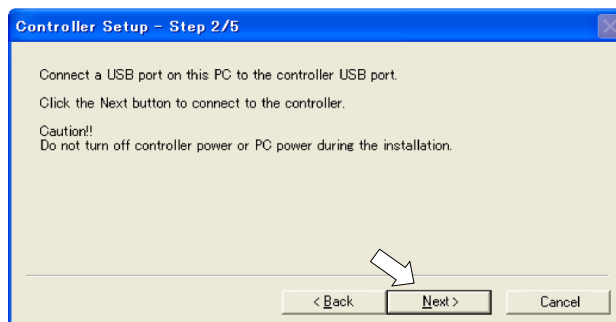 Controller Setup - Step 2/5
Connect a USB port on this PC to the controller USB port.
Click the Next button to connect to the controller.
Caution!!
Do not turn off controller power or PC power during the installation.
< Back
Next >
Cancel